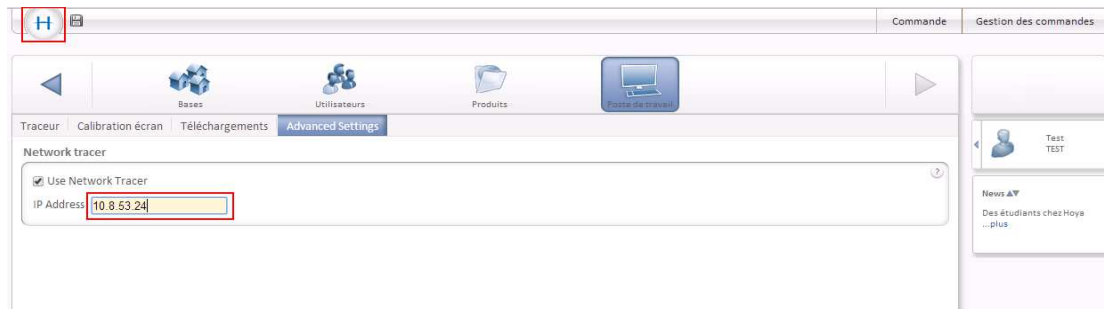 H
Commande
Gestion des commandes
Bases
Utilisateurs
Produits
Poste de travail
Traceur
Calibration écran
Téléchargements
Advanced Settings
Network tracer
?
Use Network Tracer
IP Address 10.8.53.24
Test
TEST
News
Des étudiants chez Hoya
...plus